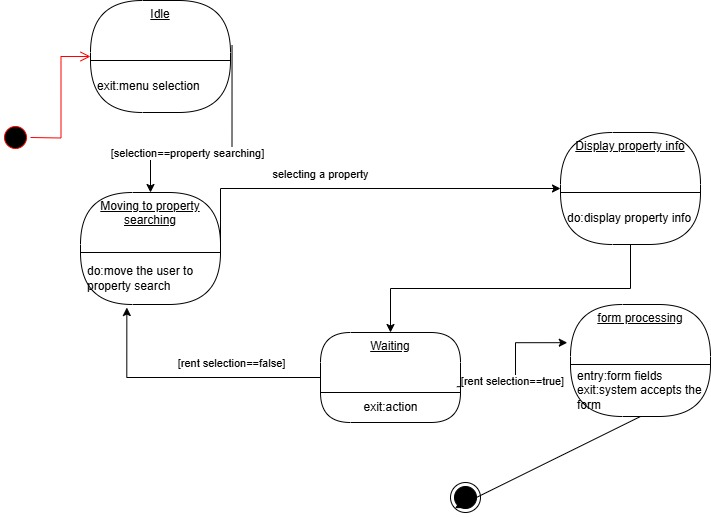 Idle
exit:menu selection
[selection==property searching]
selecting a property
Display property info
do:display property info
Moving to property
searching
do:move the user to
property search
form processing
entry:form fields
exit:system accepts the
form
Waiting
exit:action
[rent selection==false]
[rent selection==true]